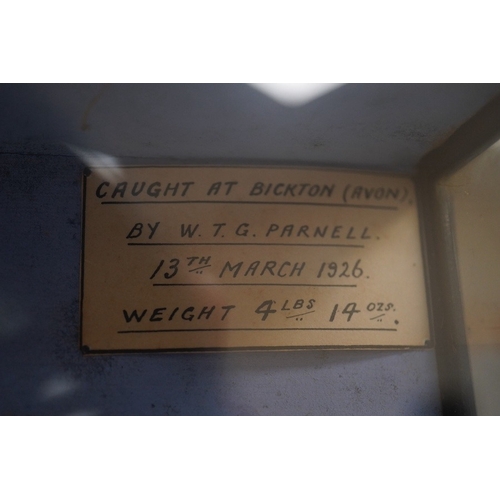 CAUGHT AT BICKTON (AVON),
BY W. T. G. PARNELL.
13TH MARCH 1926.
WEIGHT 4 LBS 14 OZS.